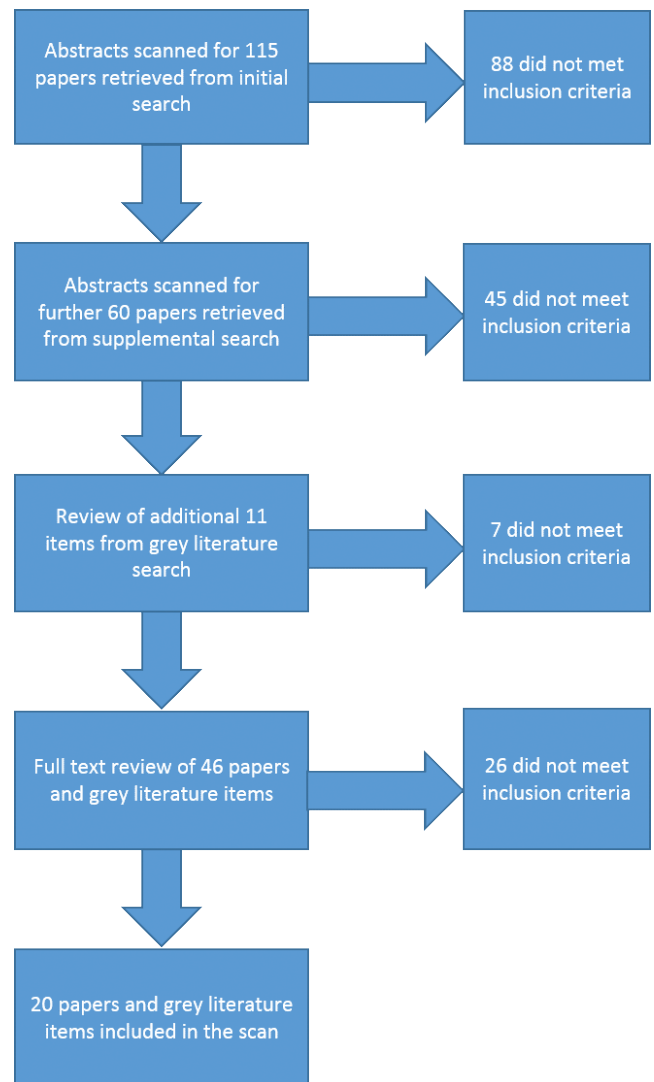 Abstracts scanned for 115
papers retrieved from initial
search
88 did not met
inclusion criteria
Abstracts scanned for
further 60 papers retrieved
from supplemental search
45 did not meet
inclusion criteria
Review of additional 11
items from grey literature
search
7 did not meet
inclusion criteria
Full text review of 46 papers
and grey literature items
26 did not meet
inclusion criteria
20 papers and grey literature
items included in the scan